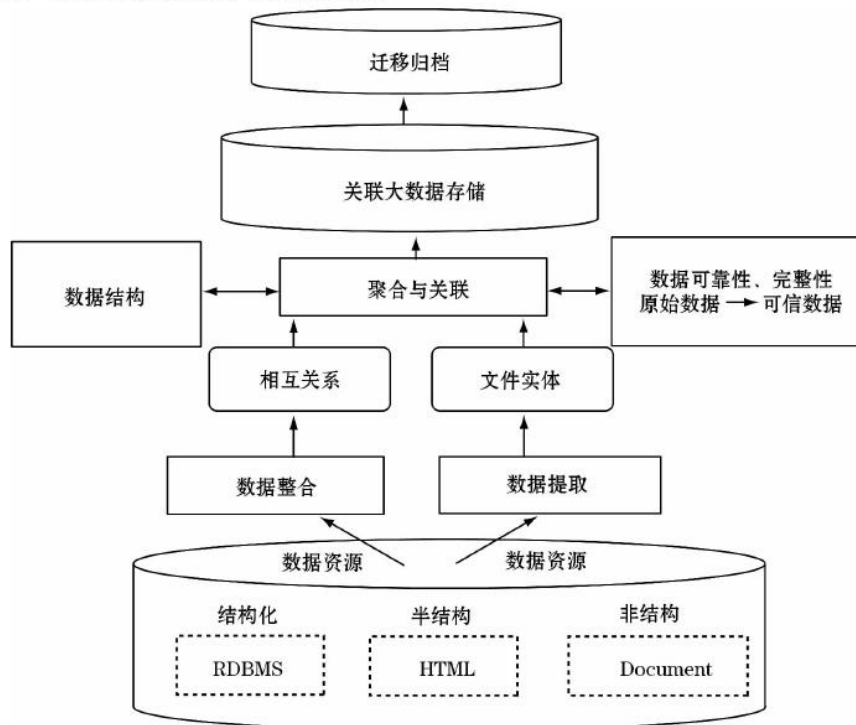 迁移归档
关联大数据存储
数据结构
聚合与关联
数据可靠性、完整性
原始数据 → 可信数据
相互关系
文件实体
数据整合
数据提取
数据资源
数据资源
结构化
半结构
非结构
RDBMS
HTML
Document